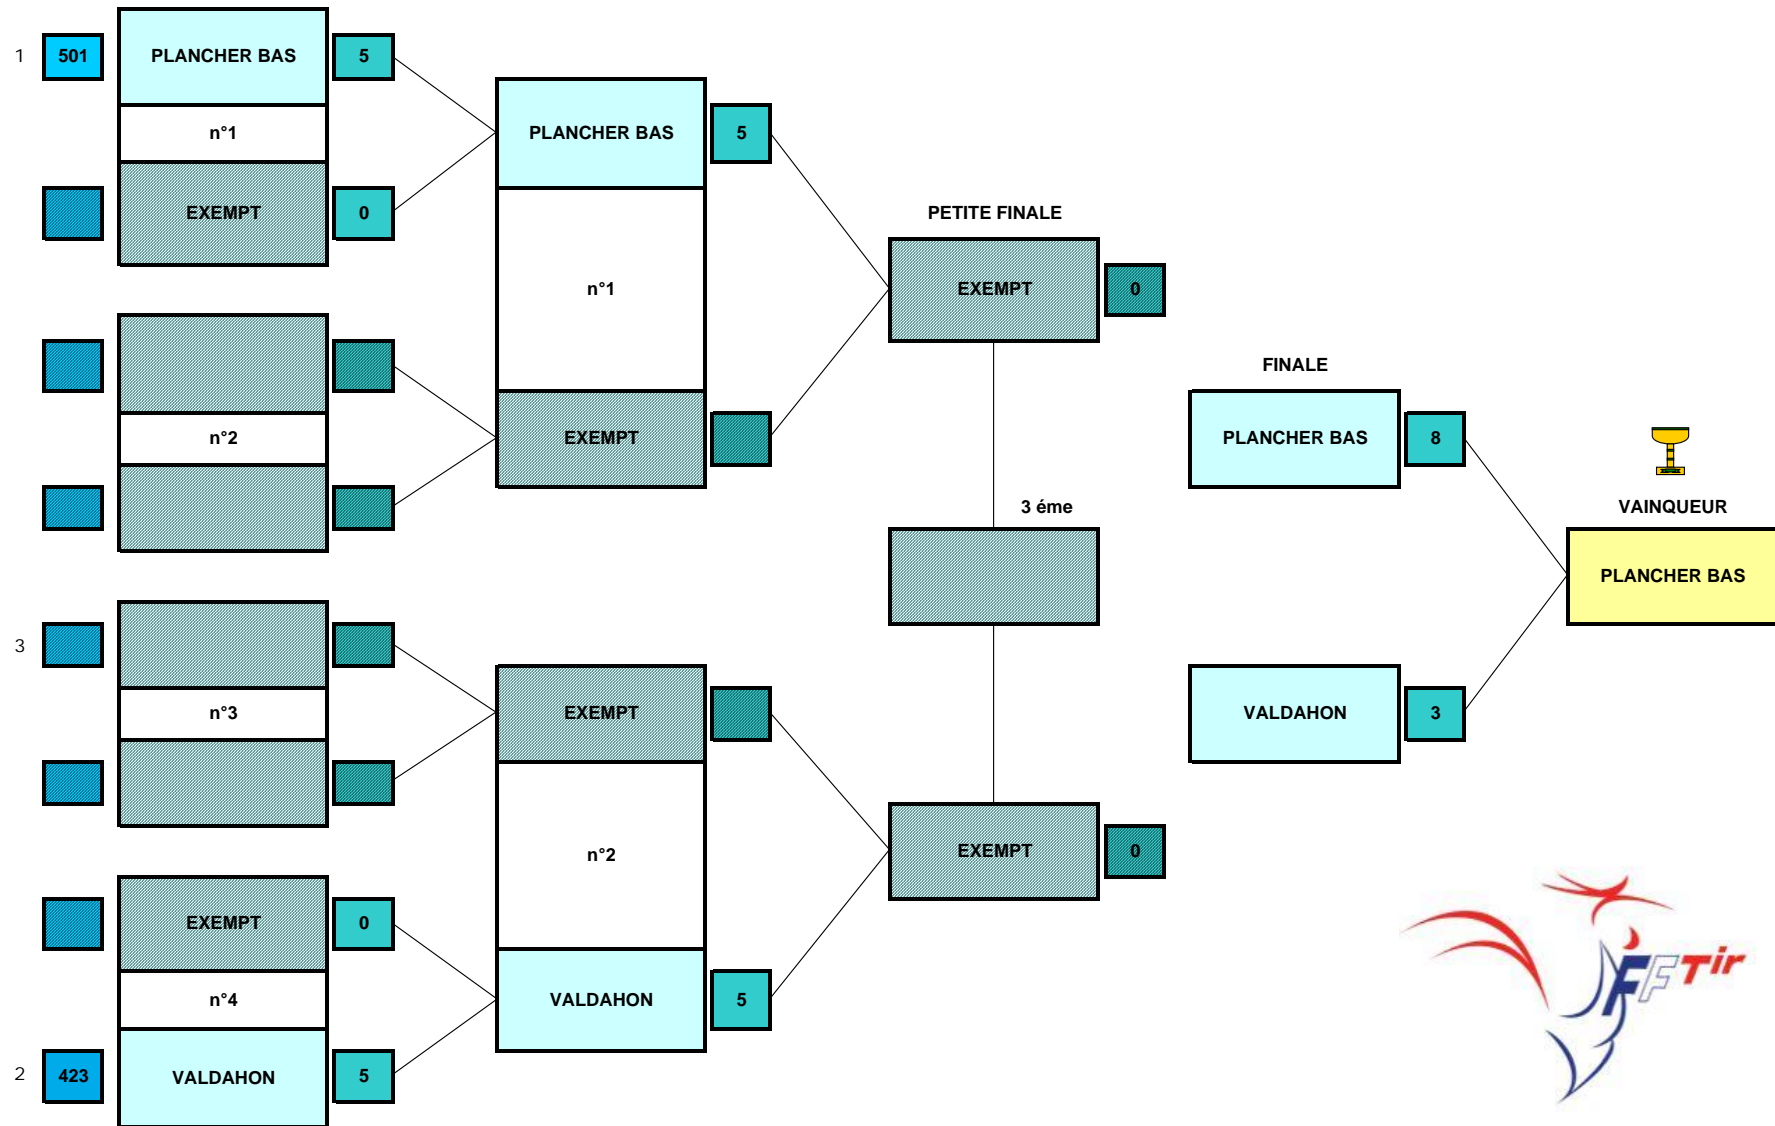 1 501 PLANCHER BAS 5
n°1
EXEMPT 0
n°2
3
n°3
EXEMPT 0
n°4
2 423 VALDAHON 5
PLANCHER BAS 5
n°1
EXEMPT
EXEMPT
n°2
VALDAHON 5
PETITE FINALE
EXEMPT 0
3 éme
EXEMPT 0
FINALE
PLANCHER BAS 8
VALDAHON 3
VAINQUEUR
PLANCHER BAS
FFTir